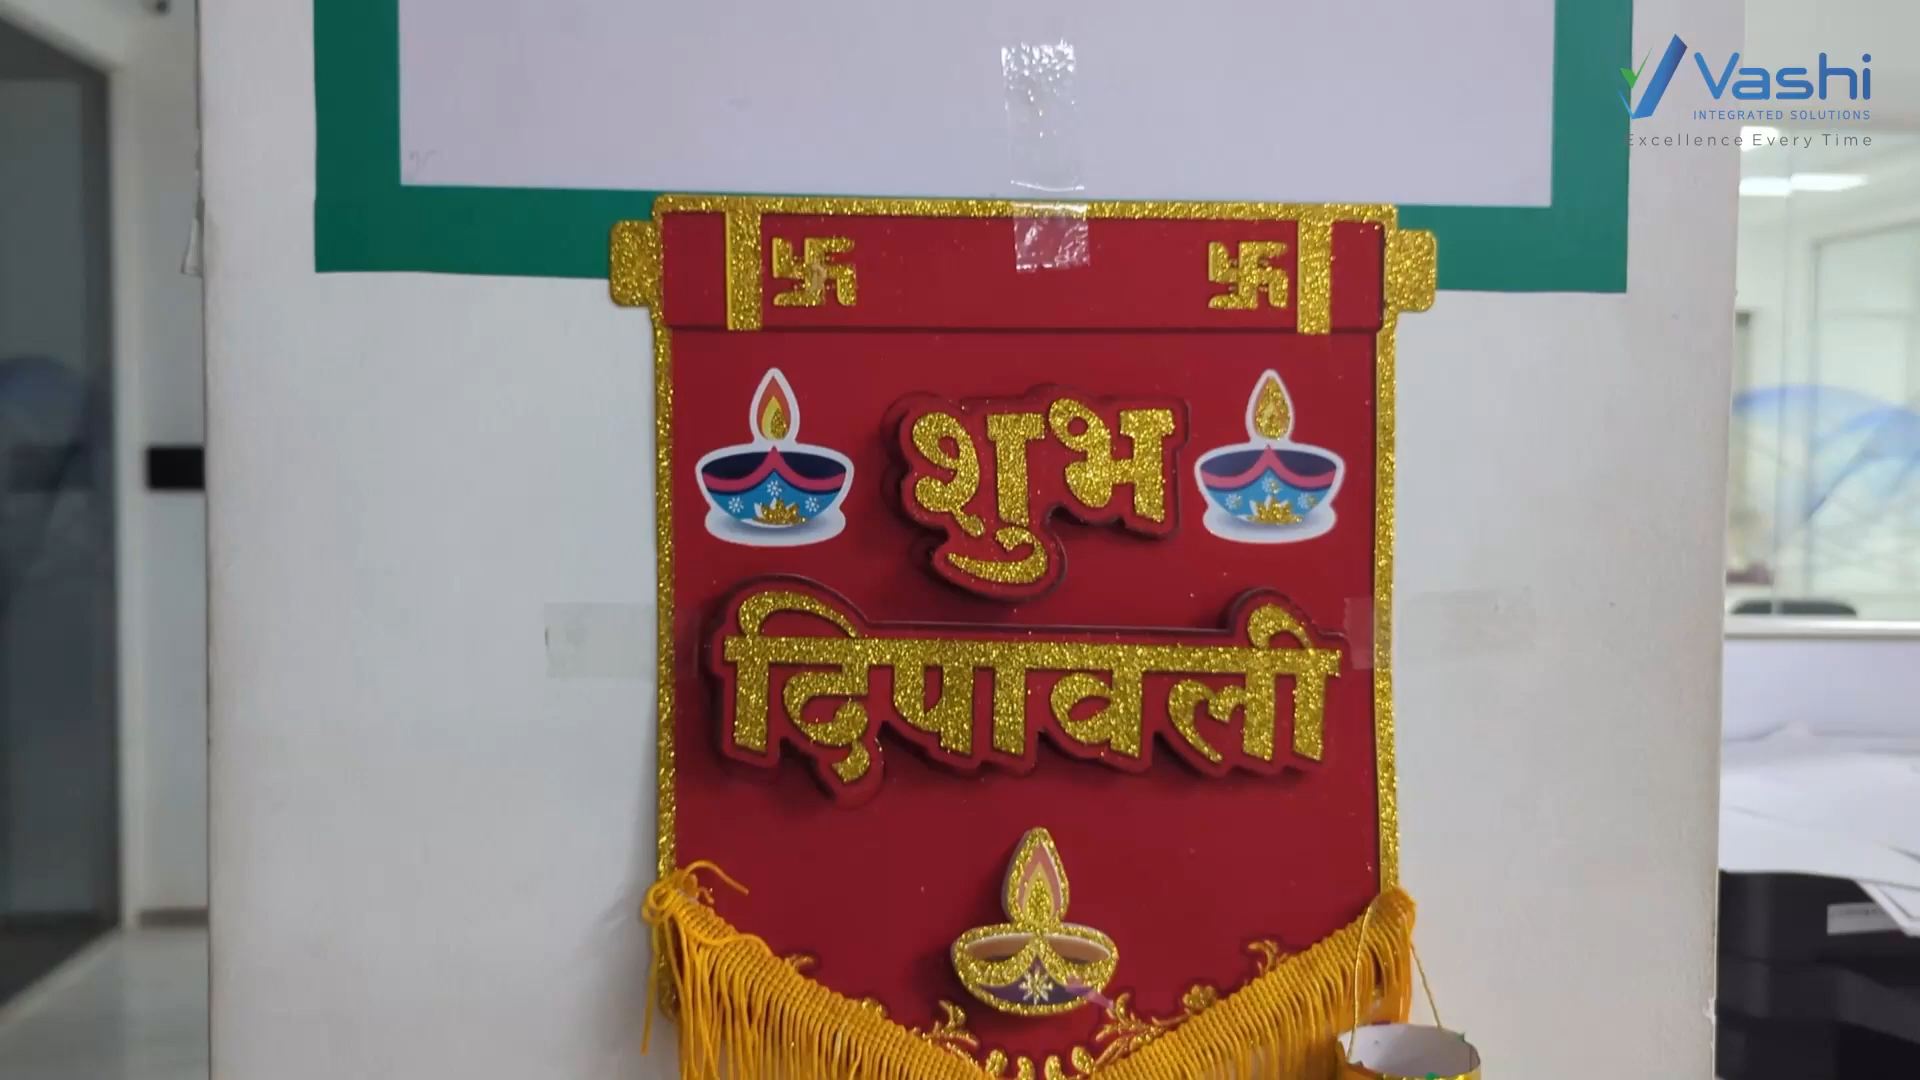 Vashi
INTEGRATED SOLUTIONS
Excellence Every Time
शुभ
दिपावली